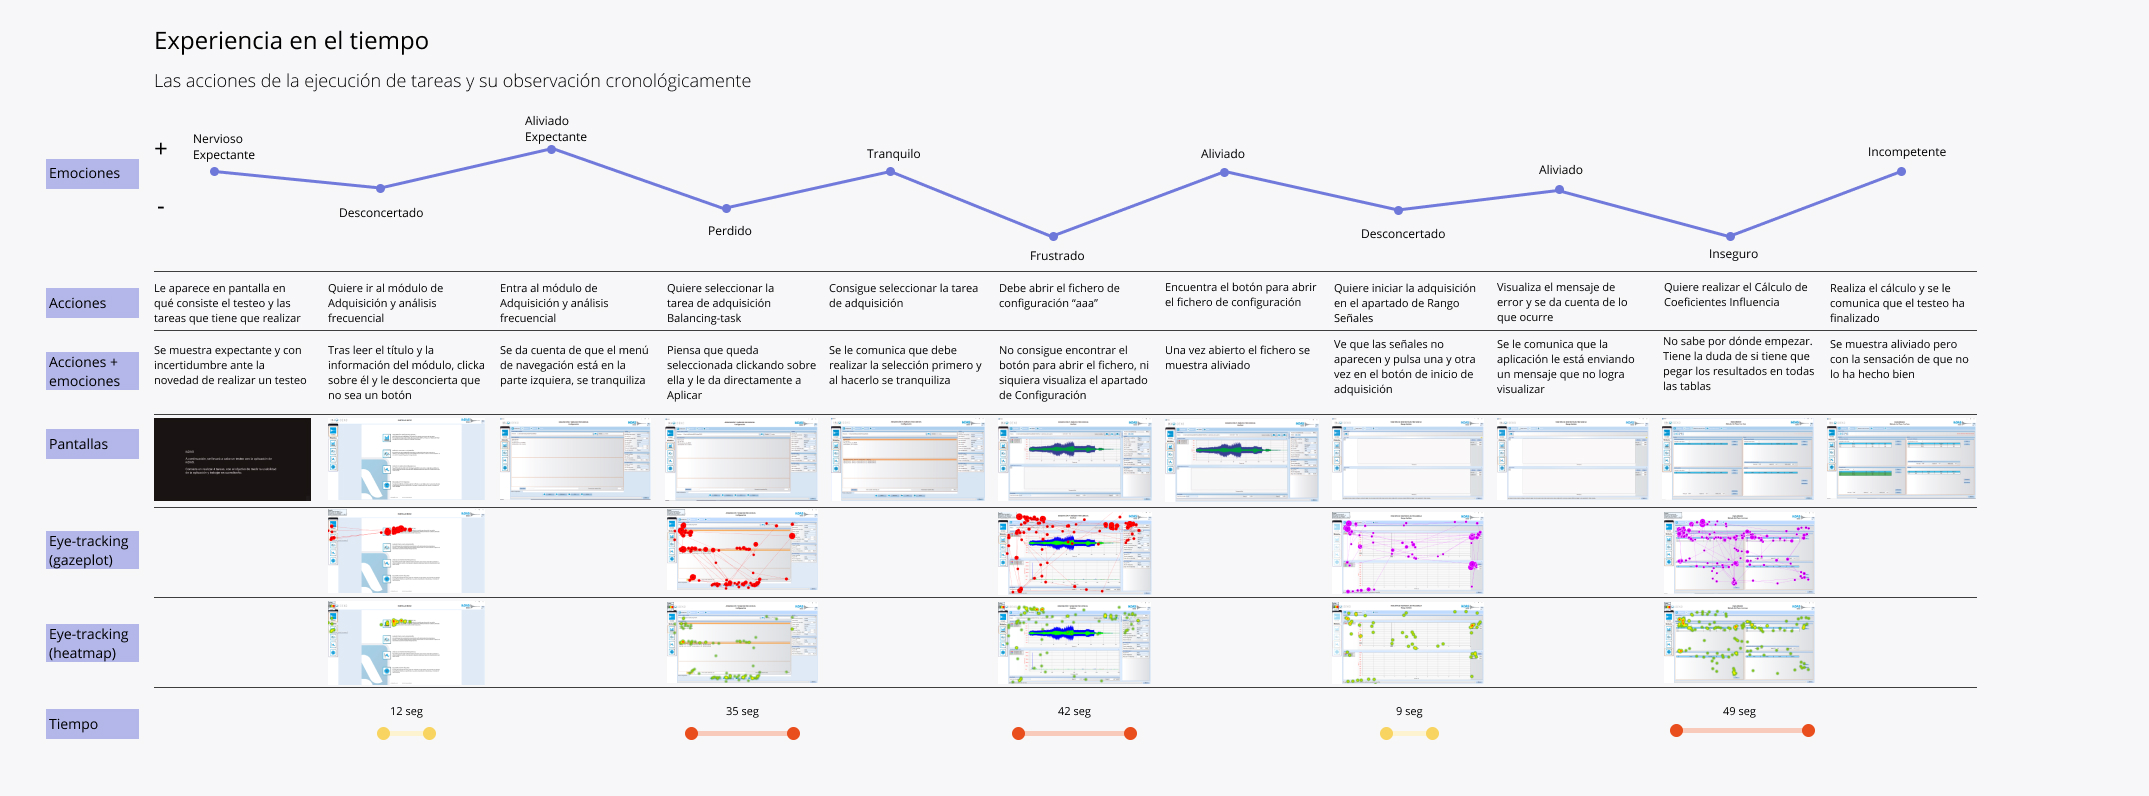 Experiencia en el tiempo
Las acciones de la ejecución de tareas y su observación cronológicamente
Emociones
+
-
Nervioso
Expectante
Desconcertado
Aliviado
Expectante
Perdido
Tranquilo
Frustrado
Aliviado
Desconcertado
Aliviado
Inseguro
Incompetente
Acciones
Le aparece en pantalla en
qué consiste el testeo y las
tareas que tiene que realizar
Quiere ir al módulo de
Adquisición y análisis
frecuencial
Entra al módulo de
Adquisición y análisis
frecuencial
Quiere seleccionar la
tarea de adquisición
Balancing-task
Consigue seleccionar la tarea
de adquisición
Debe abrir el fichero de
configuración “aaa”
Encuentra el botón para abrir
el fichero de configuración
Quiere iniciar la adquisición
en el apartado de Rango
Señales
Visualiza el mensaje de
error y se da cuenta de lo
que ocurre
Quiere realizar el Cálculo de
Coeficientes Influencia
Realiza el cálculo y se le
comunica que el testeo ha
finalizado
Acciones +
emociones
Se muestra expectante y con
incertidumbre ante la
novedad de realizar un testeo
Tras leer el título y la
información del módulo, clicka
sobre él y le desconcierta que
no sea un botón
Se da cuenta de que el menú
de navegación está en la
parte izquiera, se tranquiliza
Piensa que queda
seleccionada clickando sobre
ella y le da directamente a
Aplicar
Se le comunica que debe
realizar la selección primero y
al hacerlo se tranquiliza
No consigue encontrar el
botón para abrir el fichero, ni
siquiera visualiza el apartado
de Configuración
Una vez abierto el fichero se
muestra aliviado
Ve que las señales no
aparecen y pulsa una y otra
vez en el botón de inicio de
adquisición
Se le comunica que la
aplicación le está enviando
un mensaje que no logra
visualizar
No sabe por dónde empezar.
Tiene la duda de si tiene que
pegar los resultados en todas
las tablas
Se muestra aliviado pero
con la sensación de que no
lo ha hecho bien
Pantallas
Eye-tracking
(gazeplot)
Eye-tracking
(heatmap)
Tiempo
12 seg
35 seg
42 seg
9 seg
49 seg